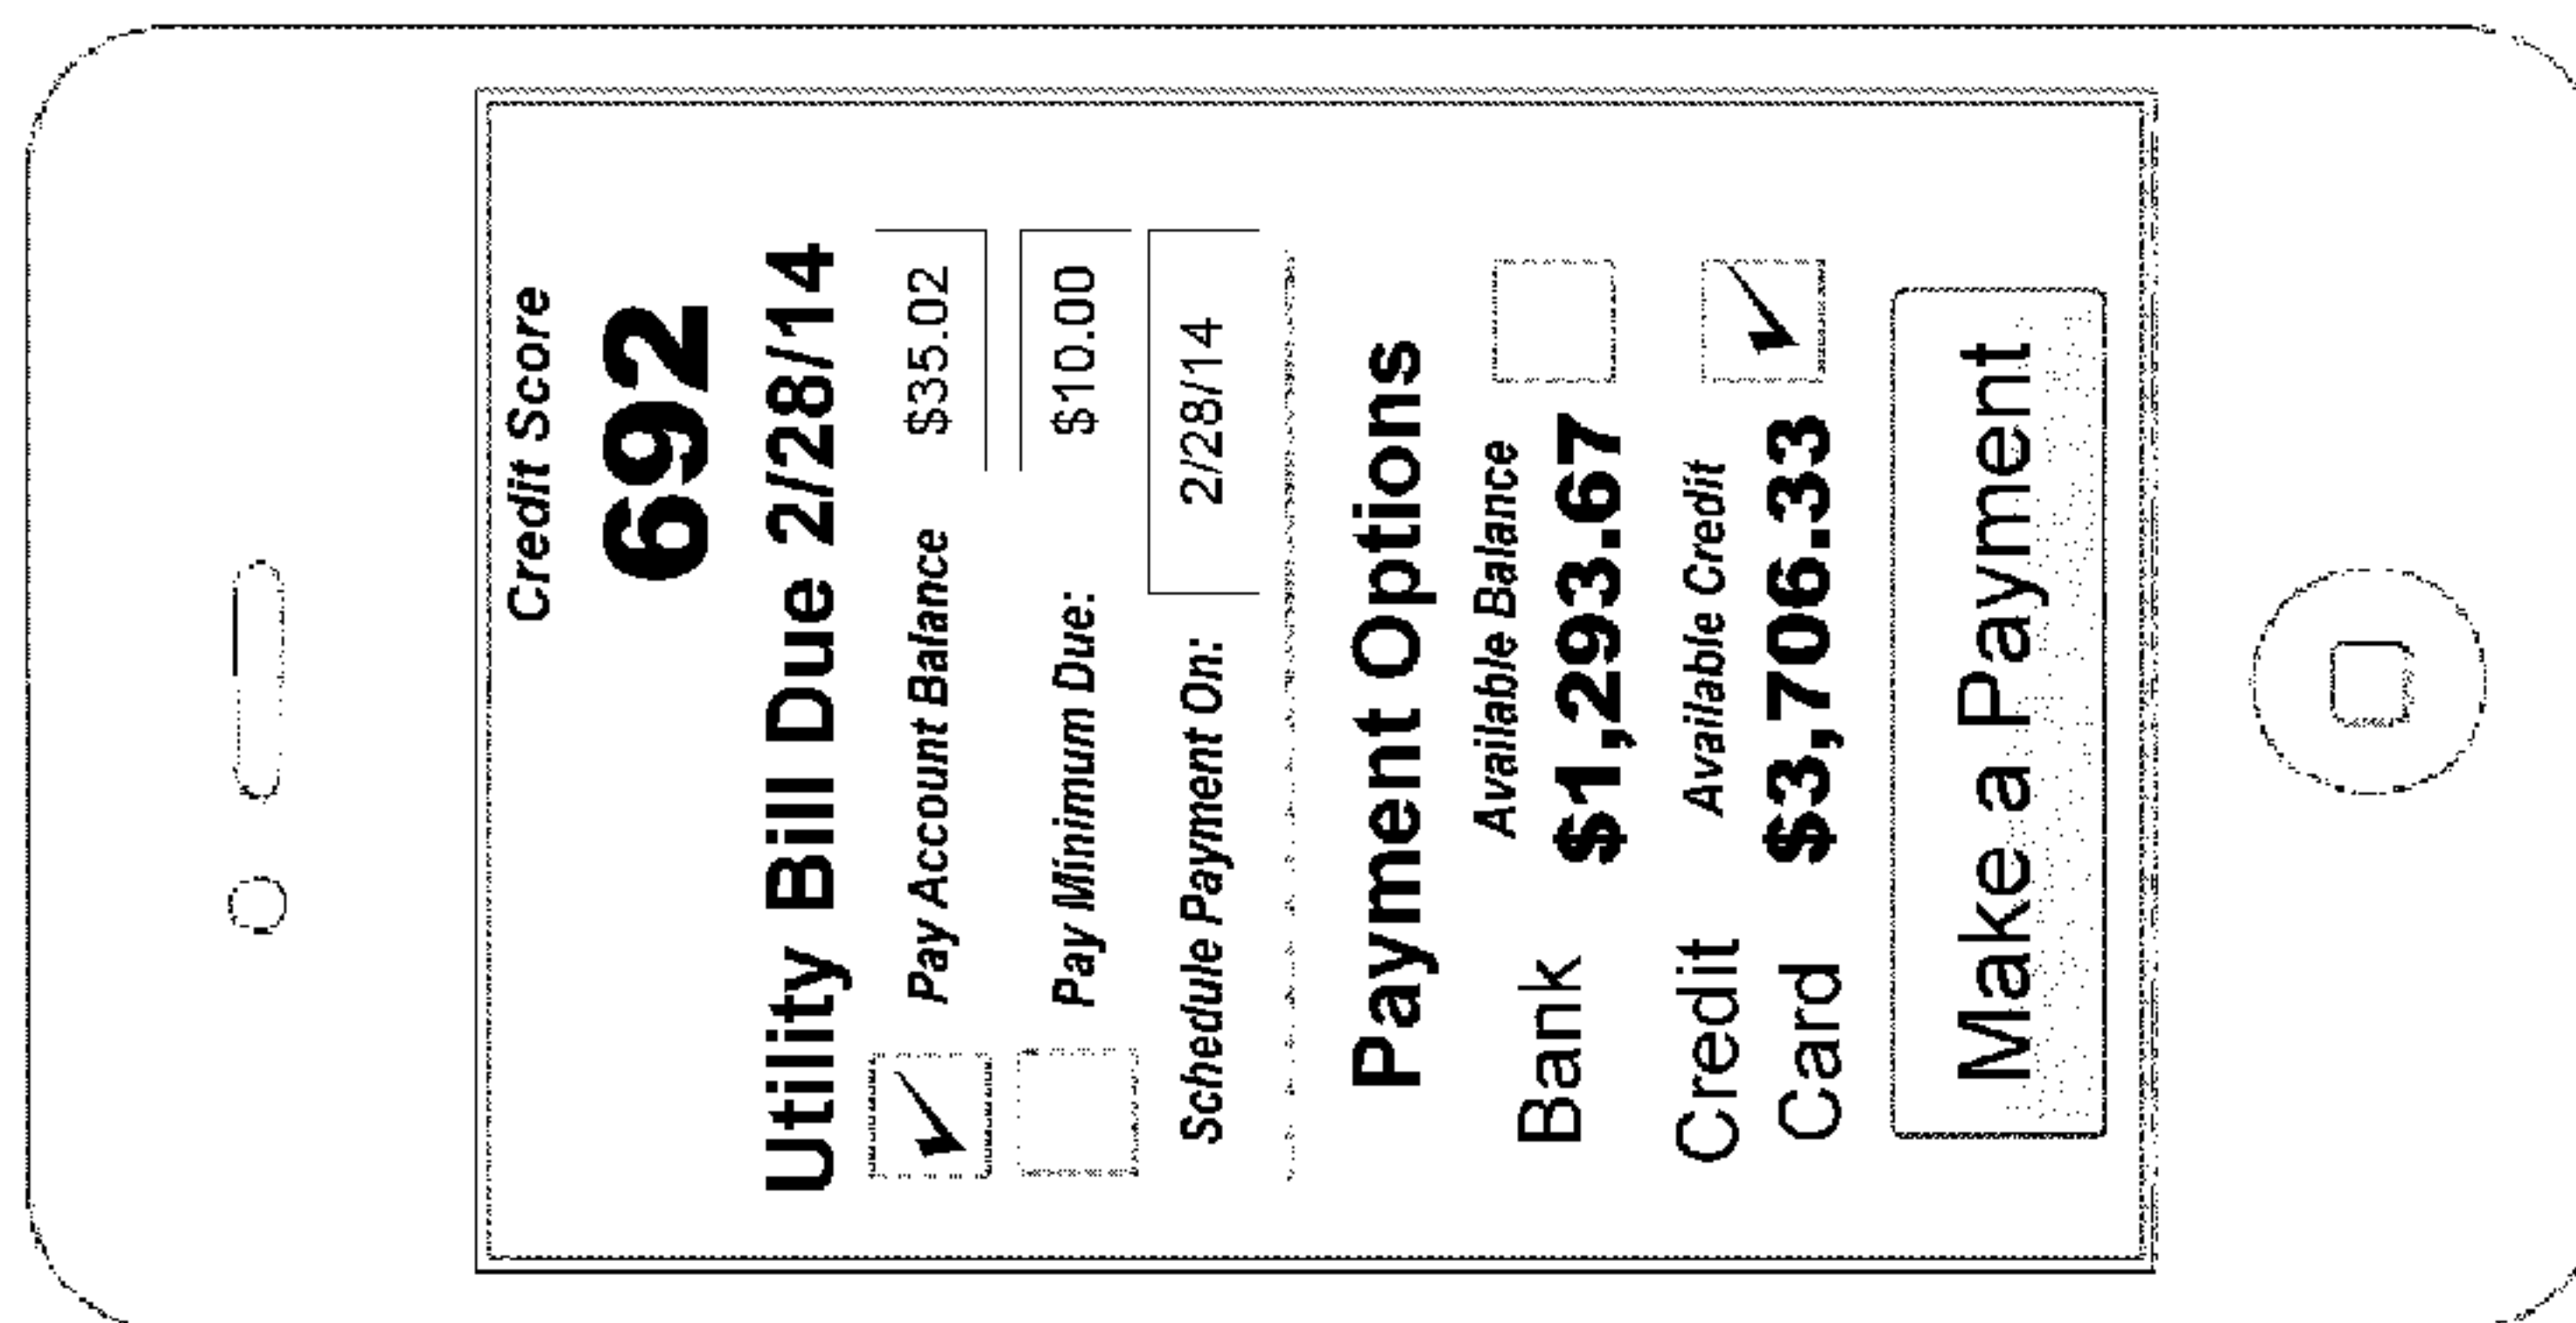 Credit Score
692
Utility Bill Due 2/28/14
Pay Account Balance $35.02
Pay Minimum Due: $10.00
Schedule Payment On: 2/28/14
Payment Options
Available Balance
Bank $1,293.67
Credit Available Credit
Card $3,706.33
Make a Payment